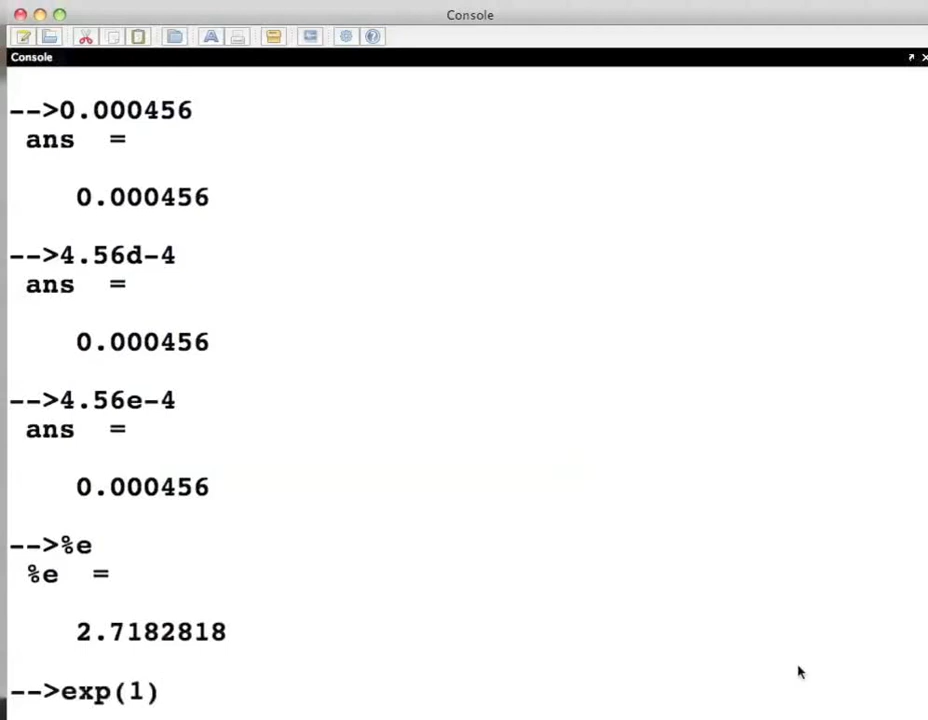 Console
Console
-->0.000456
ans =
0.000456
-->4.56d-4
ans =
0.000456
-->4.56e-4
ans =
0.000456
-->%e
%e =
2.7182818
-->exp(1)